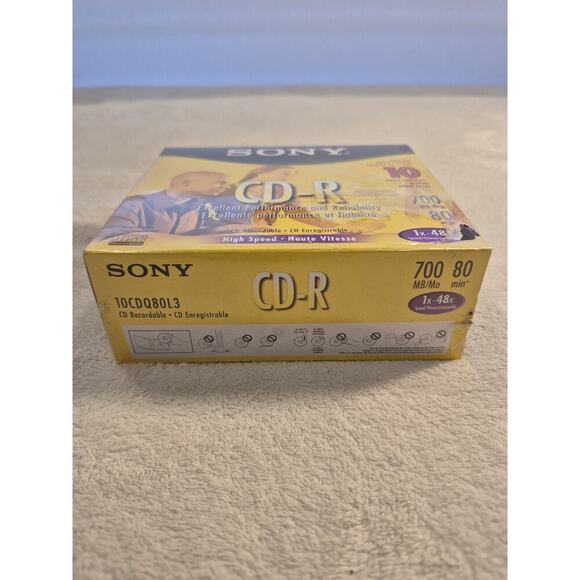 SONY
10
CD-R
Excellent Performance and Reliability
Excellente performance et fiabilité
700
80
CD Recordable • CD Enregistrable
High Speed • Haute Vitesse
1x-48x
SONY
CD-R
700 80
MB/Mo min
10CDQ80L3
1x-48x
CD Recordable • CD Enregistrable